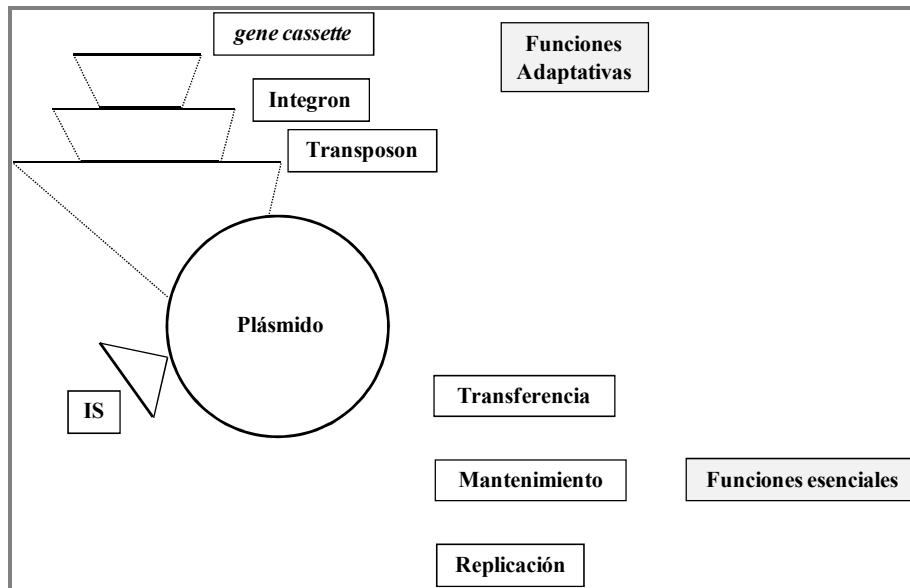 gene cassette
Funciones
Adaptativas
Integron
Transposon
Plásmido
IS
Transferencia
Mantenimiento
Funciones esenciales
Replicación